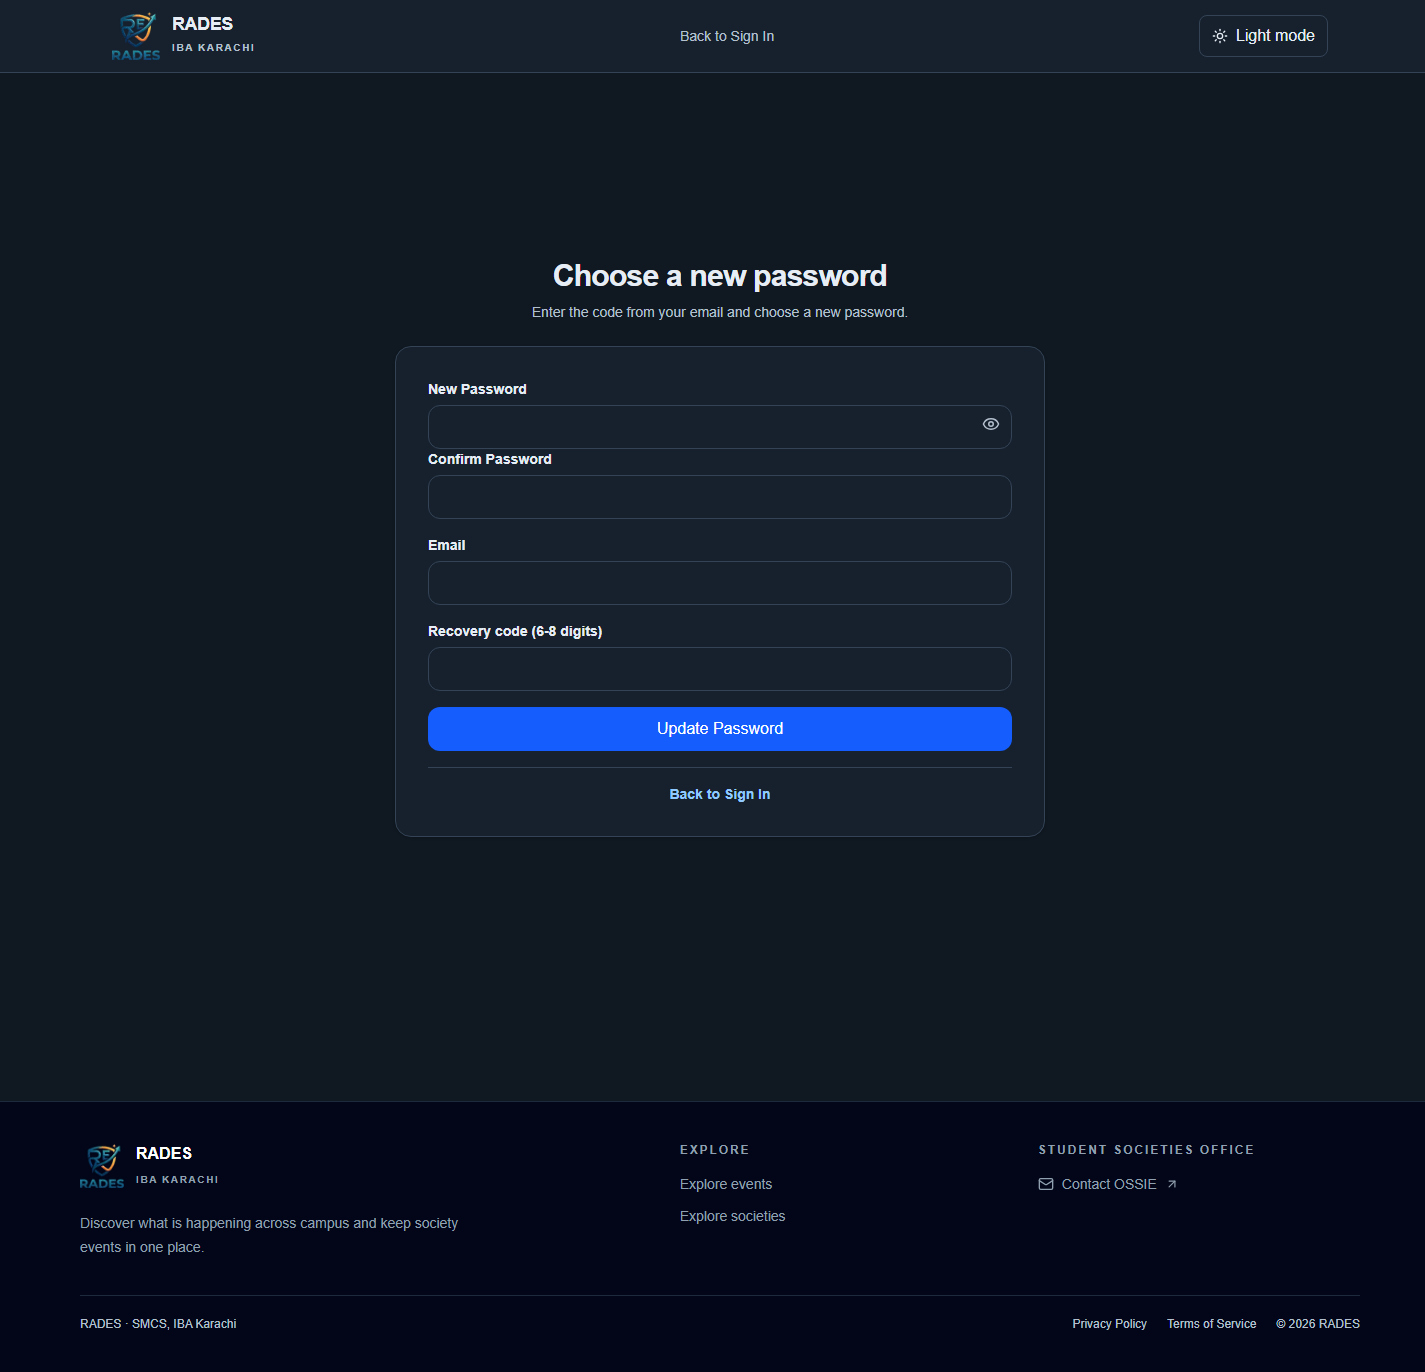 RADES
RADES
IBA KARACHI
Back to Sign In
Light mode
Choose a new password
Enter the code from your email and choose a new password.
New Password
Confirm Password
Email
Recovery code (6-8 digits)
Update Password
Back to Sign In
RADES
RADES
IBA KARACHI
Discover what is happening across campus and keep society
events in one place.
EXPLORE
Explore events
Explore societies
STUDENT SOCIETIES OFFICE
Contact OSSIE
RADES · SMCS, IBA Karachi
Privacy Policy
Terms of Service
© 2026 RADES